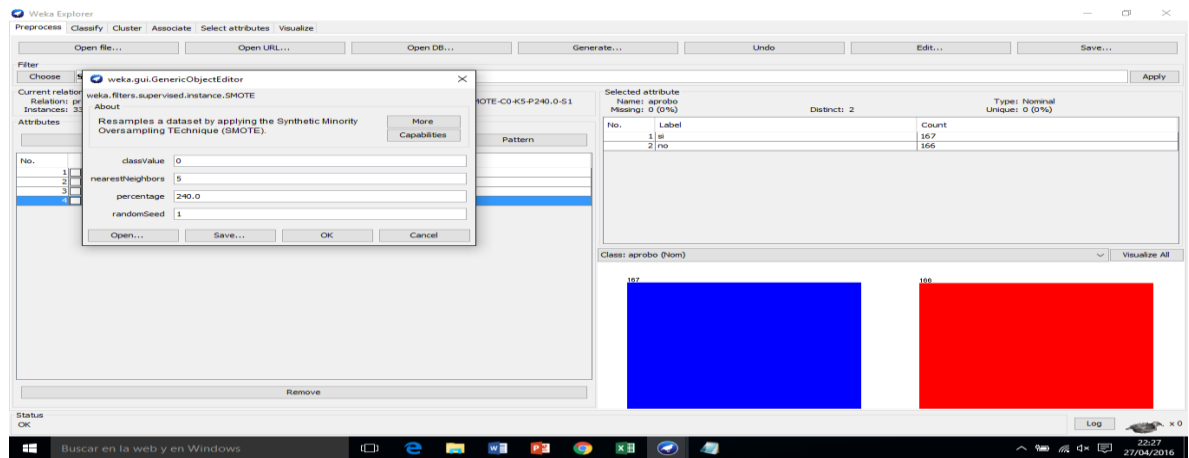 Weka Explorer
Preprocess Classify Cluster Associate Select attributes Visualize
Open file... Open URL... Open DB... Generate... Undo Edit... Save...
Filter
Choose Apply
weka.gui.GenericObjectEditor
weka.filters.supervised.instance.SMOTE
About
Resamples a dataset by applying the Synthetic Minority
Oversampling TEchnique (SMOTE).
More
Capabilities
classValue 0
nearestNeighbors 5
percentage 240.0
randomSeed 1
Open... Save... OK Cancel
Current relation
Relation: pr MOTE-C0-K5-P240.0-S1
Instances: 33
Attributes
Pattern
No.
1
2
3
4
Remove
Selected attribute
Name: aprobo Type: Nominal
Missing: 0 (0%) Distinct: 2 Unique: 0 (0%)
No. Label Count
1 si 167
2 no 166
Class: aprobo (Nom) Visualize All
167 166
Status
OK
Log x 0
Buscar en la web y en Windows
22:27
27/04/2016